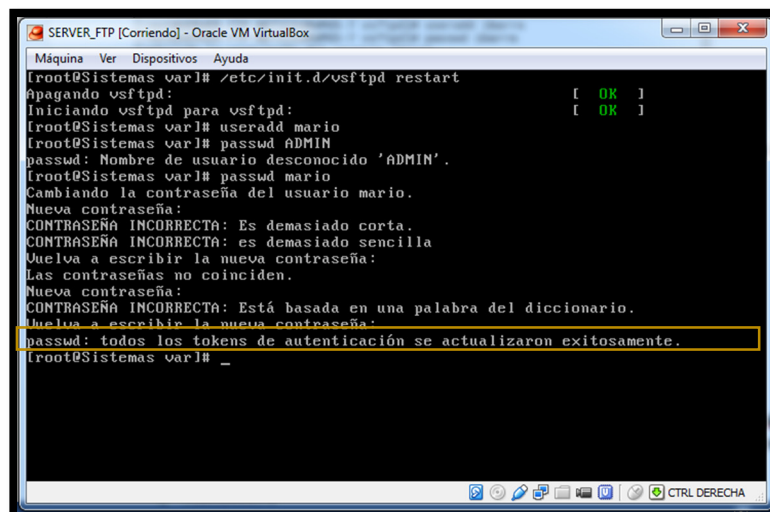 SERVER_FTP [Corriendo] - Oracle VM VirtualBox
Máquina Ver Dispositivos Ayuda
[root@Sistemas var]# /etc/init.d/vsftpd restart
Apagando vsftpd: [ OK ]
Iniciando vsftpd para vsftpd: [ OK ]
[root@Sistemas var]# useradd mario
[root@Sistemas var]# passwd ADMIN
passwd: Nombre de usuario desconocido 'ADMIN'.
[root@Sistemas var]# passwd mario
Cambiando la contraseña del usuario mario.
Nueva contraseña:
CONTRASEÑA INCORRECTA: Es demasiado corta.
CONTRASEÑA INCORRECTA: es demasiado sencilla
Vuelva a escribir la nueva contraseña:
Las contraseñas no coinciden.
Nueva contraseña:
CONTRASEÑA INCORRECTA: Está basada en una palabra del diccionario.
Vuelva a escribir la nueva contraseña:
passwd: todos los tokens de autenticación se actualizaron exitosamente.
[root@Sistemas var]# _
CTRL DERECHA